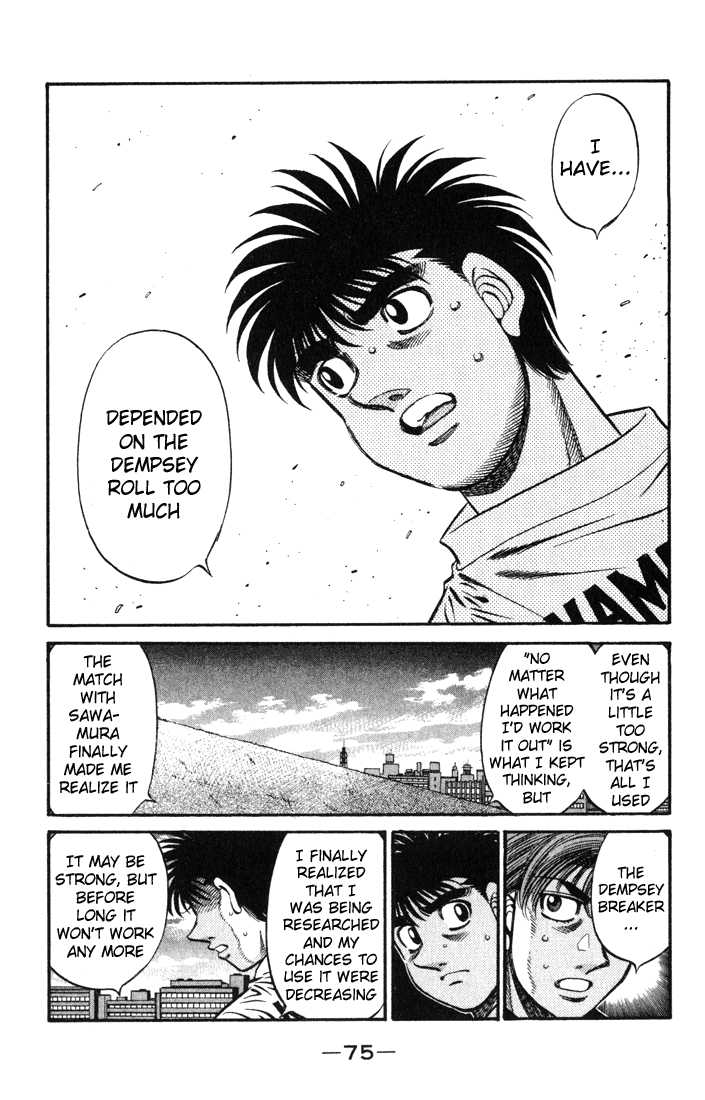 I
HAVE...
DEPENDED
ON THE
DEMPSEY
ROLL TOO
MUCH
KAMO
EVEN
THOUGH
IT'S A
LITTLE
TOO
STRONG,
THAT'S
ALL I
USED
"NO
MATTER
WHAT
HAPPENED
I'D WORK
IT OUT" IS
WHAT I KEPT
THINKING,
BUT
THE
MATCH
WITH
SAWA-
MURA
FINALLY
MADE ME
REALIZE IT
THE
DEMPSEY
BREAKER
...
I FINALLY
REALIZED
THAT I
WAS BEING
RESEARCHED
AND MY
CHANCES TO
USE IT WERE
DECREASING
IT MAY BE
STRONG, BUT
BEFORE
LONG IT
WON'T WORK
ANY MORE
—75—